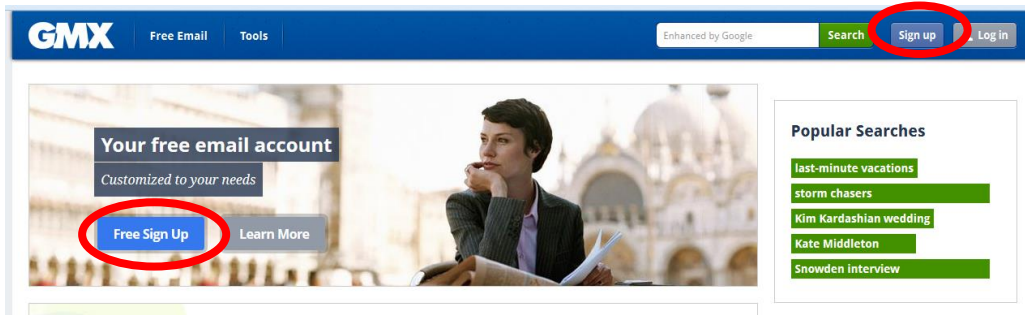 GMX
Free Email Tools
Enhanced by Google
Search
Sign up
Log in
Your free email account
Customized to your needs
Free Sign Up
Learn More
Popular Searches
last-minute vacations
storm chasers
Kim Kardashian wedding
Kate Middleton
Snowden interview